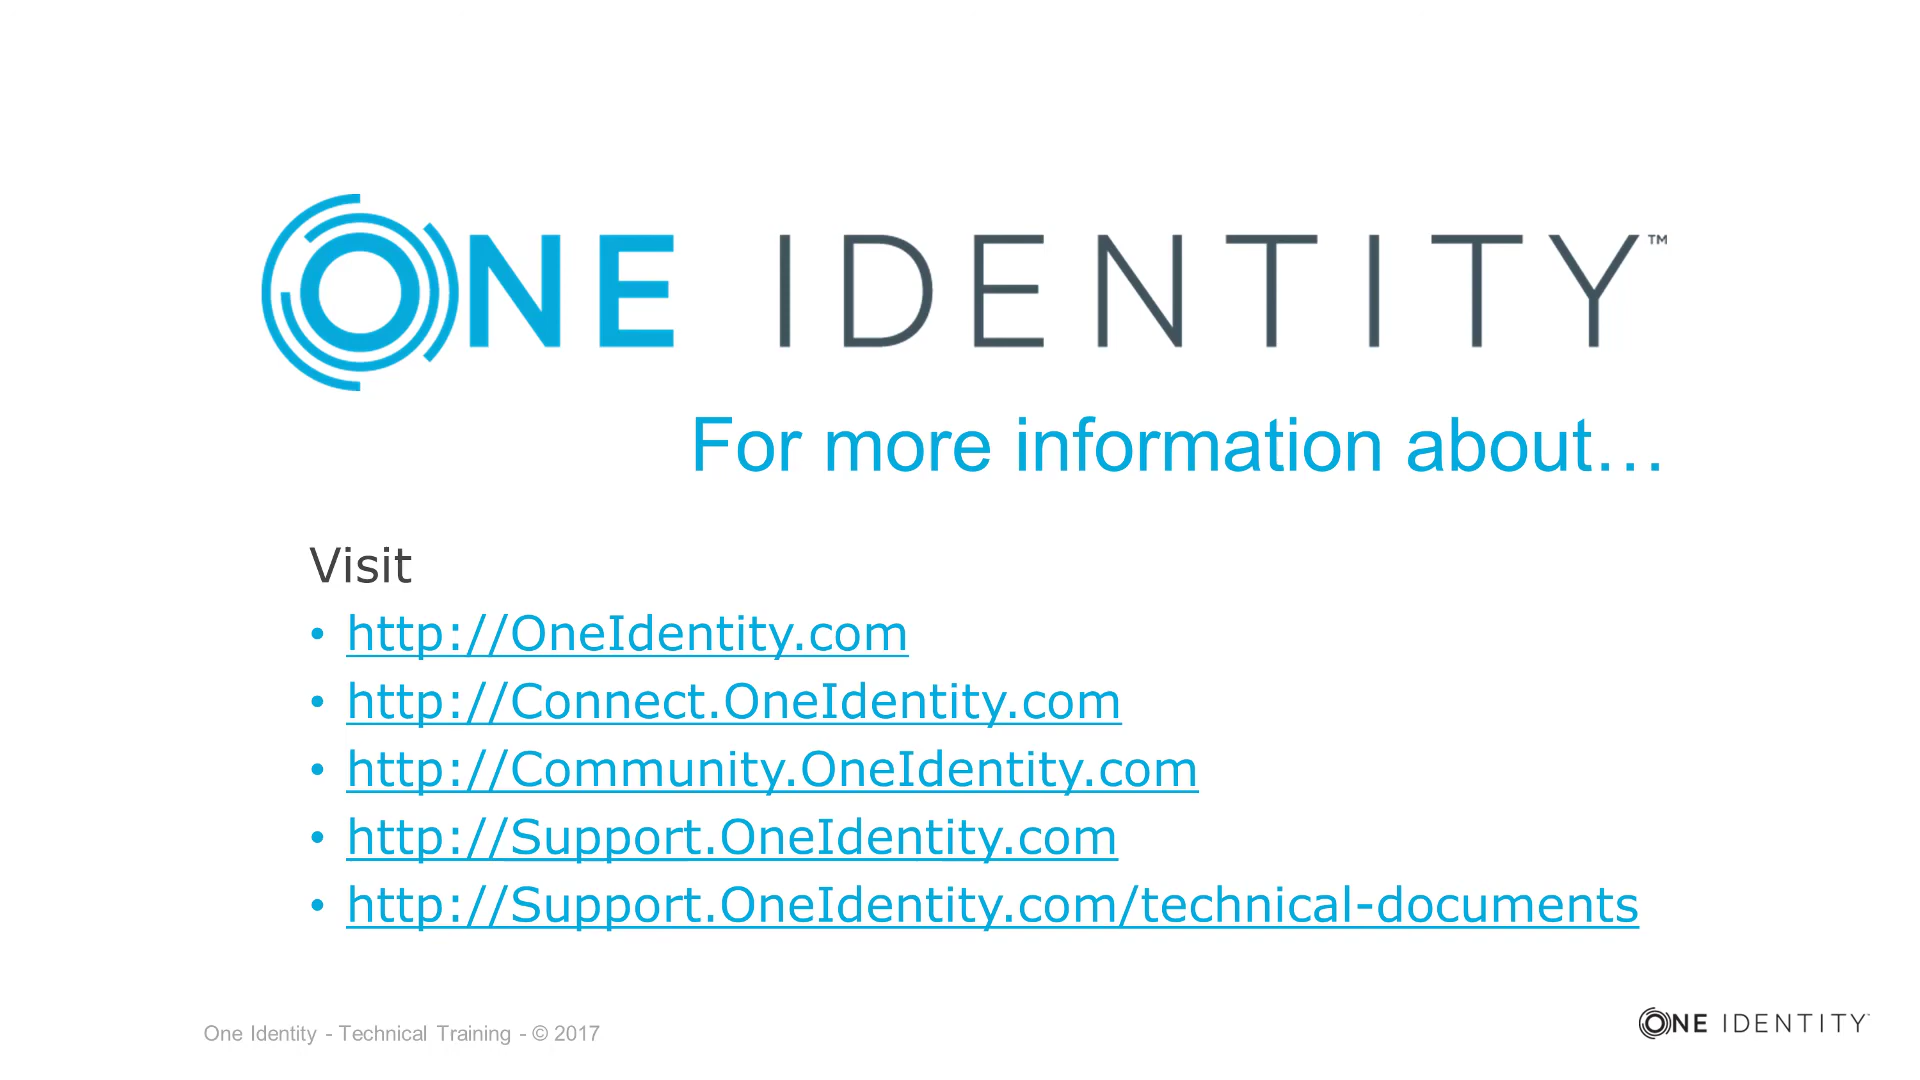 ONE IDENTITY™
For more information about…
Visit
• http://OneIdentity.com
• http://Connect.OneIdentity.com
• http://Community.OneIdentity.com
• http://Support.OneIdentity.com
• http://Support.OneIdentity.com/technical-documents
One Identity - Technical Training - © 2017
ONE IDENTITY™